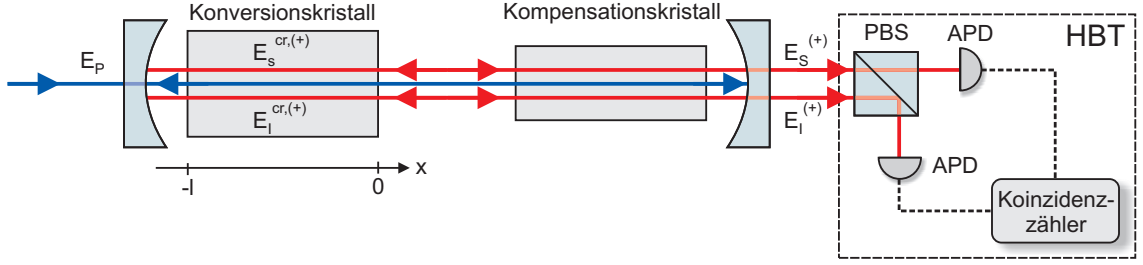 Konversionskristall
Kompensationskristall
PBS
APD
HBT
E_P
E_s^{cr,(+)}
E_S^{(+)}
E_I^{cr,(+)}
E_I^{(+)}
APD
-l
0
x
Koinzidenz-
zähler